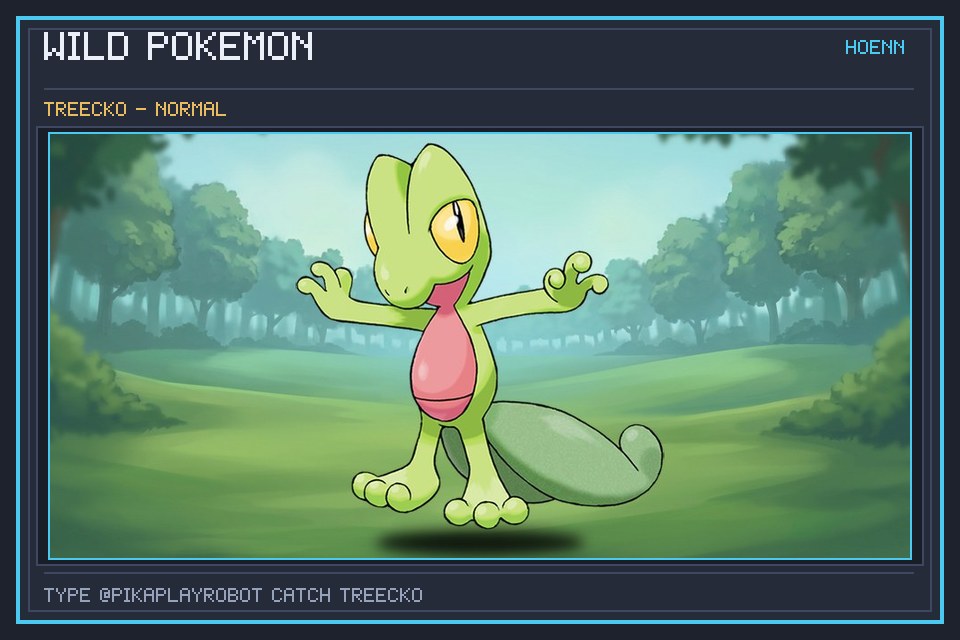 WILD POKEMON
HOENN
TREECKO - NORMAL
TYPE @PIKAPLAYROBOT CATCH TREECKO